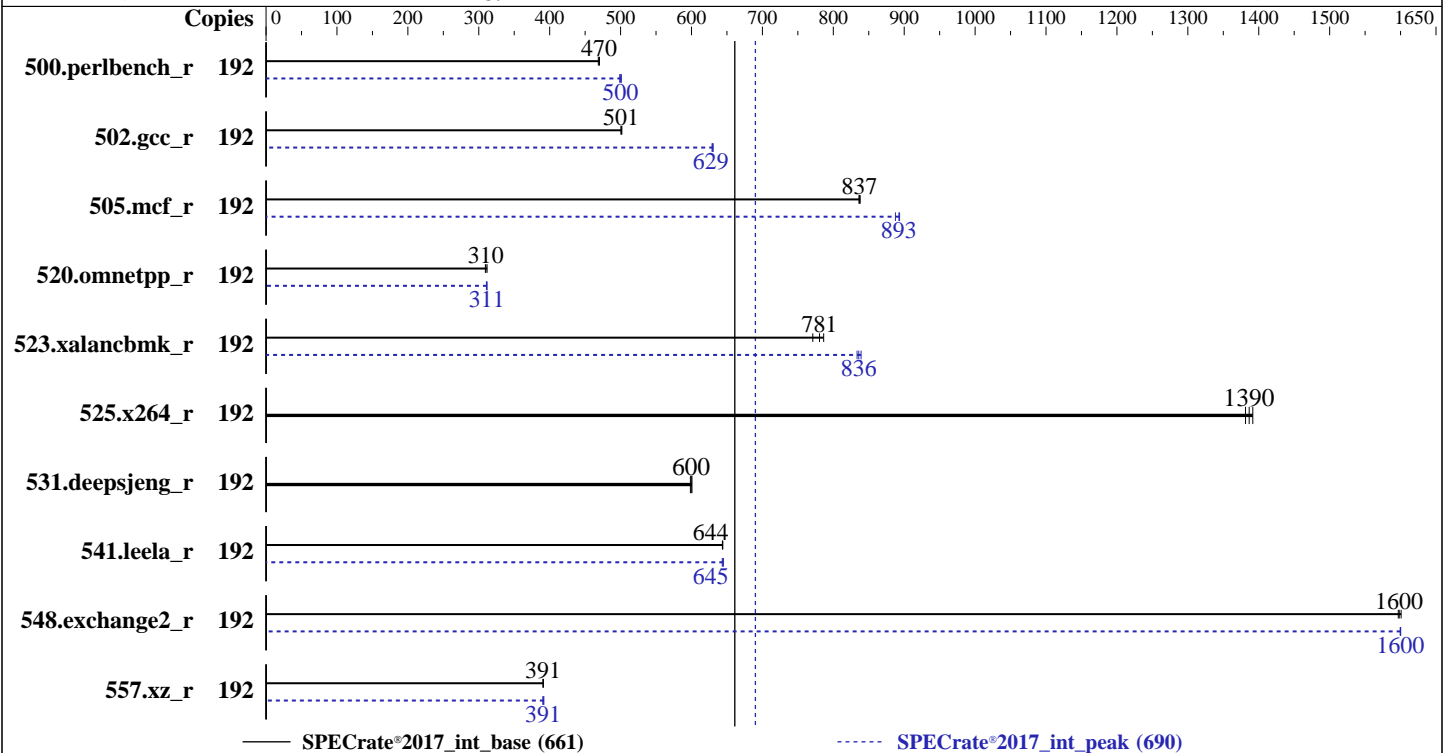 Copies 0 100 200 300 400 500 600 700 800 900 1000 1100 1200 1300 1400 1500 1650
470
500.perlbench_r 192
500
501
502.gcc_r 192
629
837
505.mcf_r 192
893
310
520.omnetpp_r 192
311
781
523.xalancbmk_r 192
836
1390
525.x264_r 192
600
531.deepsjeng_r 192
644
541.leela_r 192
645
1600
548.exchange2_r 192
1600
391
557.xz_r 192
391
SPECrate®2017_int_base (661) SPECrate®2017_int_peak (690)